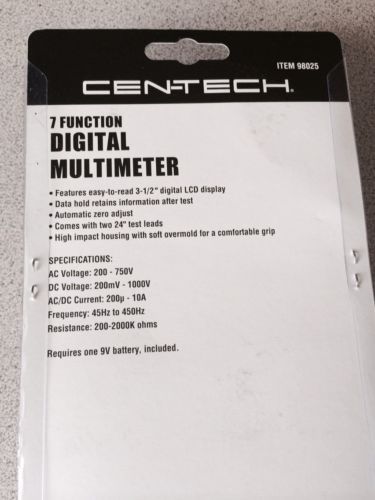 ITEM 98025
CEN-TECH®
7 FUNCTION
DIGITAL
MULTIMETER
• Features easy-to-read 3-1/2" digital LCD display
• Data hold retains information after test
• Automatic zero adjust
• Comes with two 24" test leads
• High impact housing with soft overmold for a comfortable grip
SPECIFICATIONS:
AC Voltage: 200 - 750V
DC Voltage: 200mV - 1000V
AC/DC Current: 200µ - 10A
Frequency: 45Hz to 450Hz
Resistance: 200-2000K ohms
Requires one 9V battery, included.